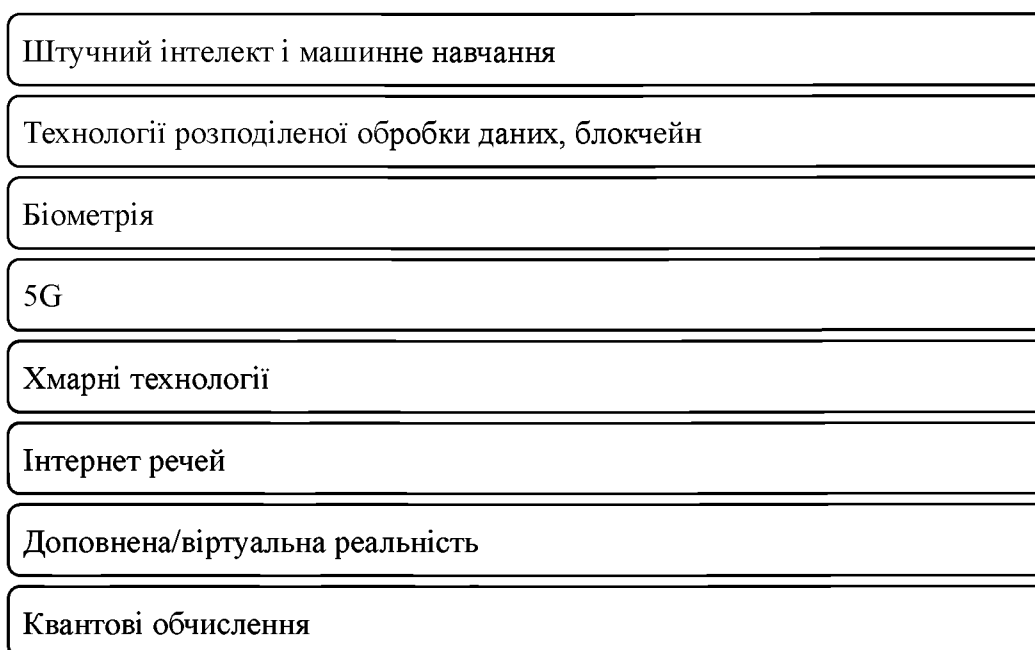 Штучний інтелект і машинне навчання
Технології розподіленої обробки даних, блокчейн
Біометрія
5G
Хмарні технології
Інтернет речей
Доповнена/віртуальна реальність
Квантові обчислення